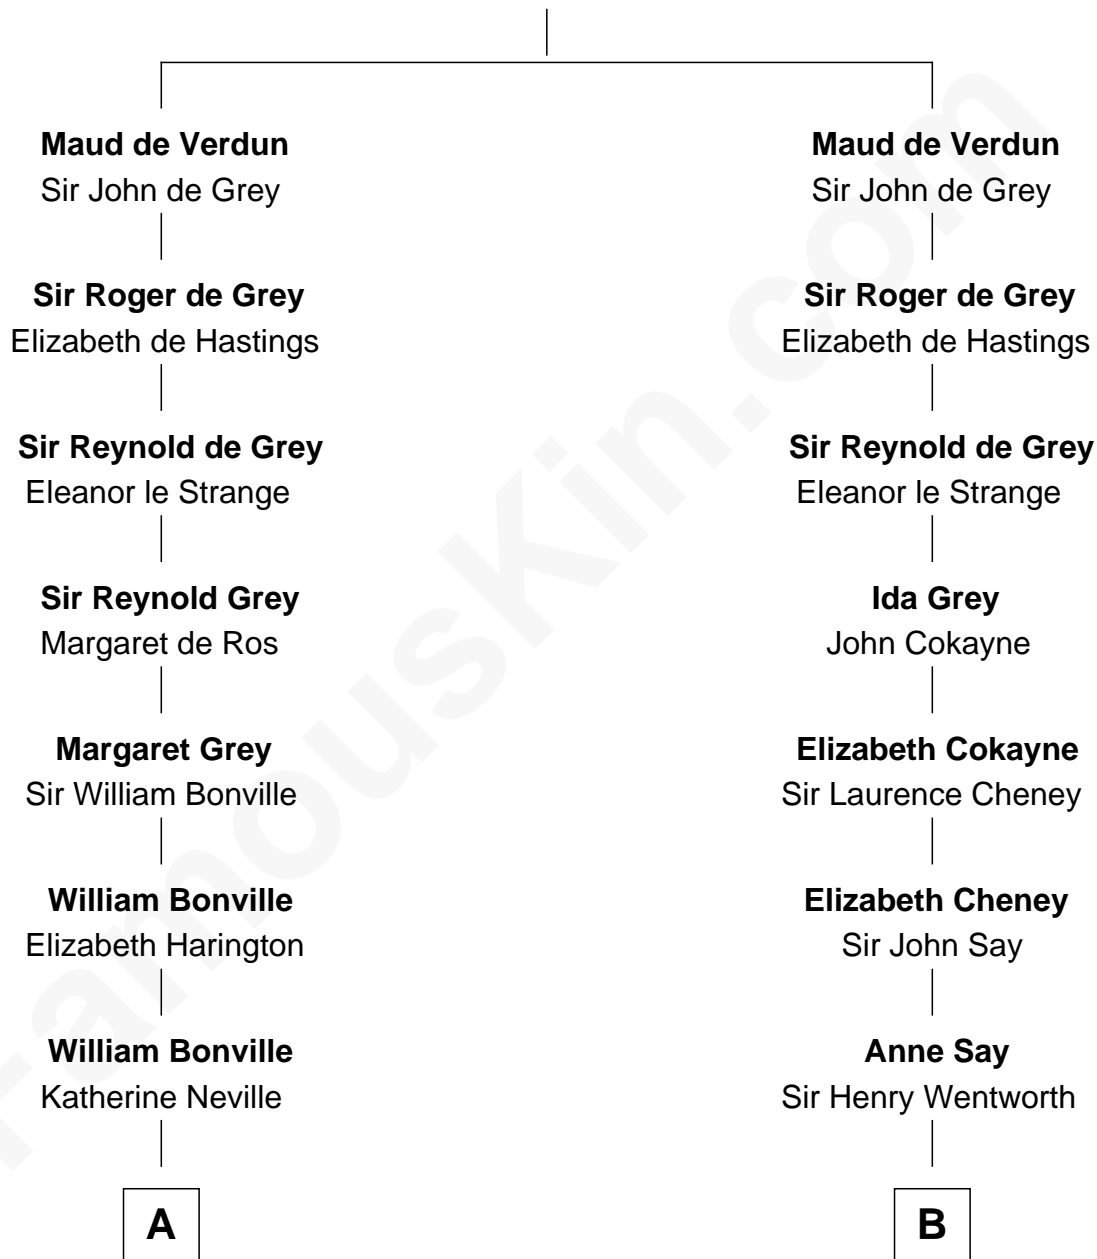 Maud de Verdun
Sir John de Grey
Sir Roger de Grey
Elizabeth de Hastings
Sir Reynold de Grey
Eleanor le Strange
Sir Reynold Grey
Margaret de Ros
Margaret Grey
Sir William Bonville
William Bonville
Elizabeth Harington
William Bonville
Katherine Neville
A
Maud de Verdun
Sir John de Grey
Sir Roger de Grey
Elizabeth de Hastings
Sir Reynold de Grey
Eleanor le Strange
Ida Grey
John Cokayne
Elizabeth Cokayne
Sir Laurence Cheney
Elizabeth Cheney
Sir John Say
Anne Say
Sir Henry Wentworth
B
FamousKin.com